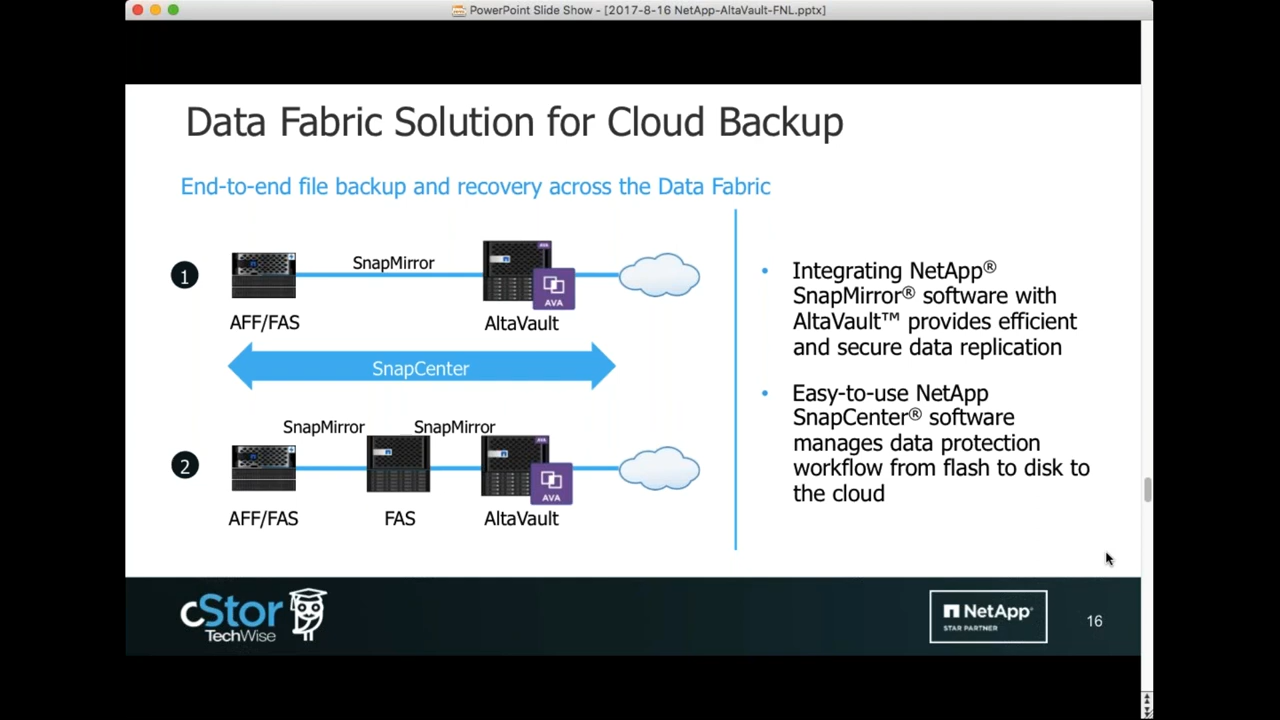 PowerPoint Slide Show - [2017-8-16 NetApp-AltaVault-FNL.pptx]
Data Fabric Solution for Cloud Backup
End-to-end file backup and recovery across the Data Fabric
1
SnapMirror
AVA
AVA
AFF/FAS
AltaVault
SnapCenter
SnapMirror
SnapMirror
2
AVA
AVA
AFF/FAS
FAS
AltaVault
• Integrating NetApp®
SnapMirror® software with
AltaVault™ provides efficient
and secure data replication
• Easy-to-use NetApp
SnapCenter® software
manages data protection
workflow from flash to disk to
the cloud
cStor
TechWise
NetApp®
STAR PARTNER
16